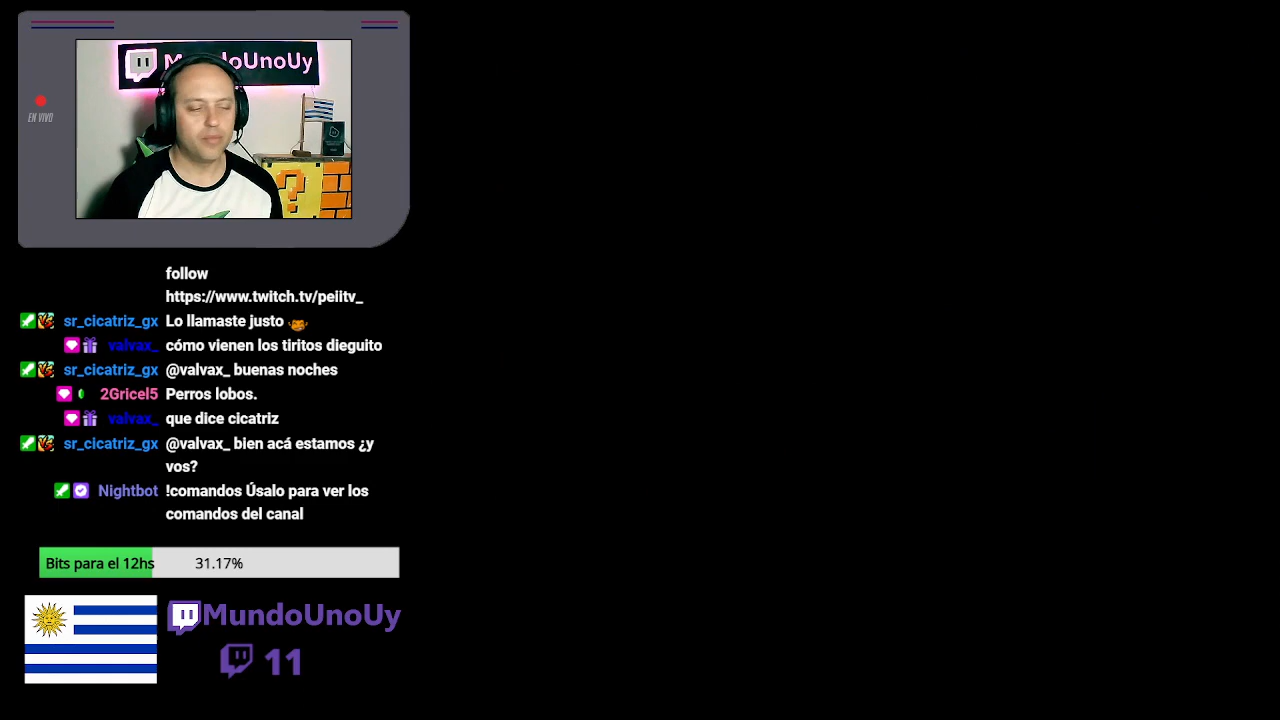 MundoUnoUy
EN VIVO
follow
https://www.twitch.tv/peiitv_
sr_cicatriz_gx Lo llamaste justo
valvax_ cómo vienen los tiritos dieguito
sr_cicatriz_gx @valvax_ buenas noches
2Gricel5 Perros lobos.
valvax_ que dice cicatriz
sr_cicatriz_gx @valvax_ bien acá estamos ¿y
vos?
Nightbot !comandos Úsalo para ver los
comandos del canal
Bits para el 12hs 31.17%
MundoUnoUy
11